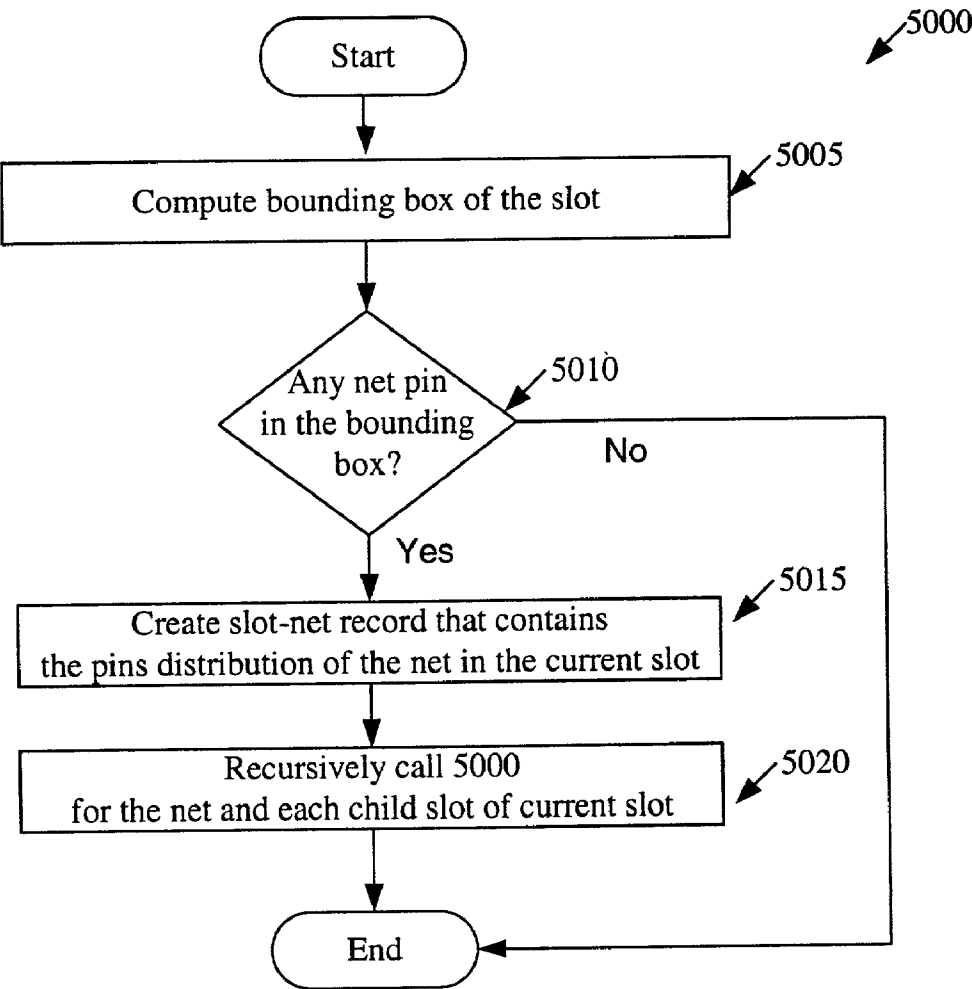 5000
Start
5005
Compute bounding box of the slot
5010
Any net pin
in the bounding
box?
No
Yes
5015
Create slot-net record that contains
the pins distribution of the net in the current slot
5020
Recursively call 5000
for the net and each child slot of current slot
End